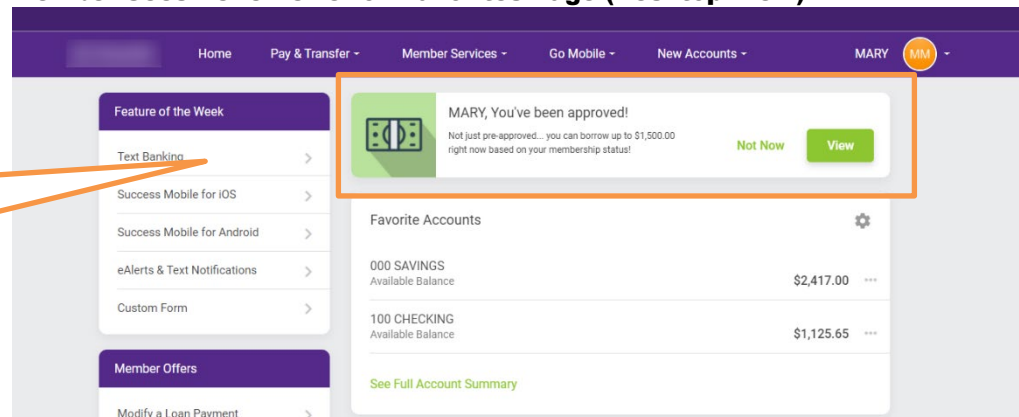 Home Pay & Transfer Member Services Go Mobile New Accounts MARY MM
Feature of the Week
Text Banking
Success Mobile for iOS
Success Mobile for Android
eAlerts & Text Notifications
Custom Form
Member Offers
Modify a Loan Payment
MARY, You've been approved!
Not just pre-approved... you can borrow up to $1,500.00
right now based on your membership status!
Not Now View
Favorite Accounts
000 SAVINGS
Available Balance
$2,417.00
100 CHECKING
Available Balance
$1,125.65
See Full Account Summary